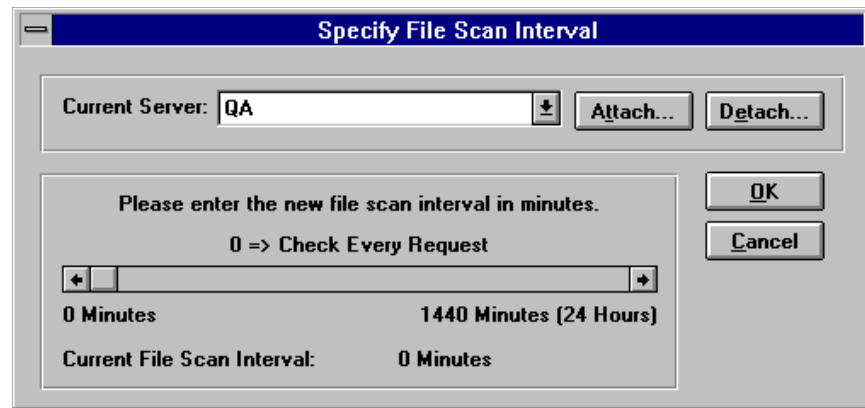 Specify File Scan Interval
Current Server: QA Attach... Detach...
Please enter the new file scan interval in minutes.
OK
0 => Check Every Request
Cancel
0 Minutes 1440 Minutes (24 Hours)
Current File Scan Interval: 0 Minutes